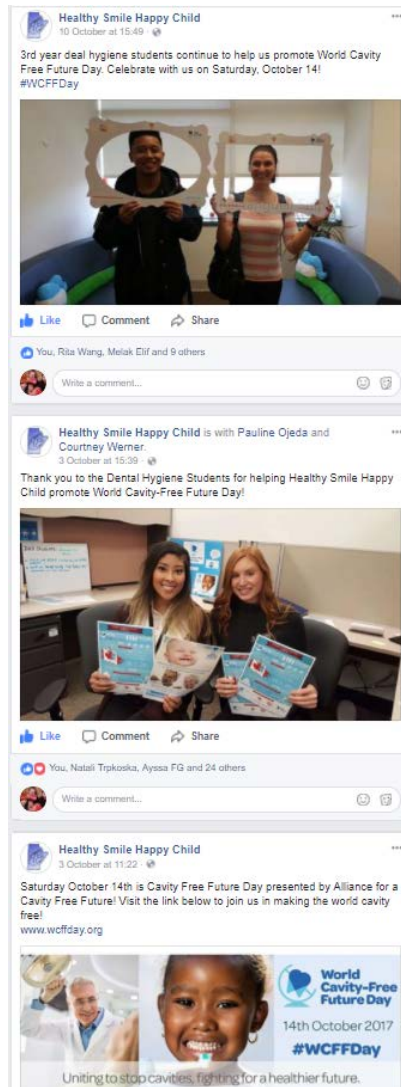 Healthy Smile Happy Child
10 October at 15:49 ·
3rd year deal hygiene students continue to help us promote World Cavity
Free Future Day. Celebrate with us on Saturday, October 14!
#WCFFDay
Like Comment Share
You, Rita Wang, Melak Elif and 9 others
Write a comment...
Healthy Smile Happy Child is with Pauline Ojeda and
Courtney Werner.
3 October at 15:39 ·
Thank you to the Dental Hygiene Students for helping Healthy Smile Happy
Child promote World Cavity-Free Future Day!
Like Comment Share
You, Natali Trpkoska, Ayssa FG and 24 others
Write a comment...
Healthy Smile Happy Child
3 October at 11:22 ·
Saturday October 14th is Cavity Free Future Day presented by Alliance for a
Cavity Free Future! Visit the link below to join us in making the world cavity
free!
www.wcffday.org
World
Cavity-Free
Future Day
14th October 2017
#WCFFDay
Uniting to stop cavities, fighting for a healthier future.